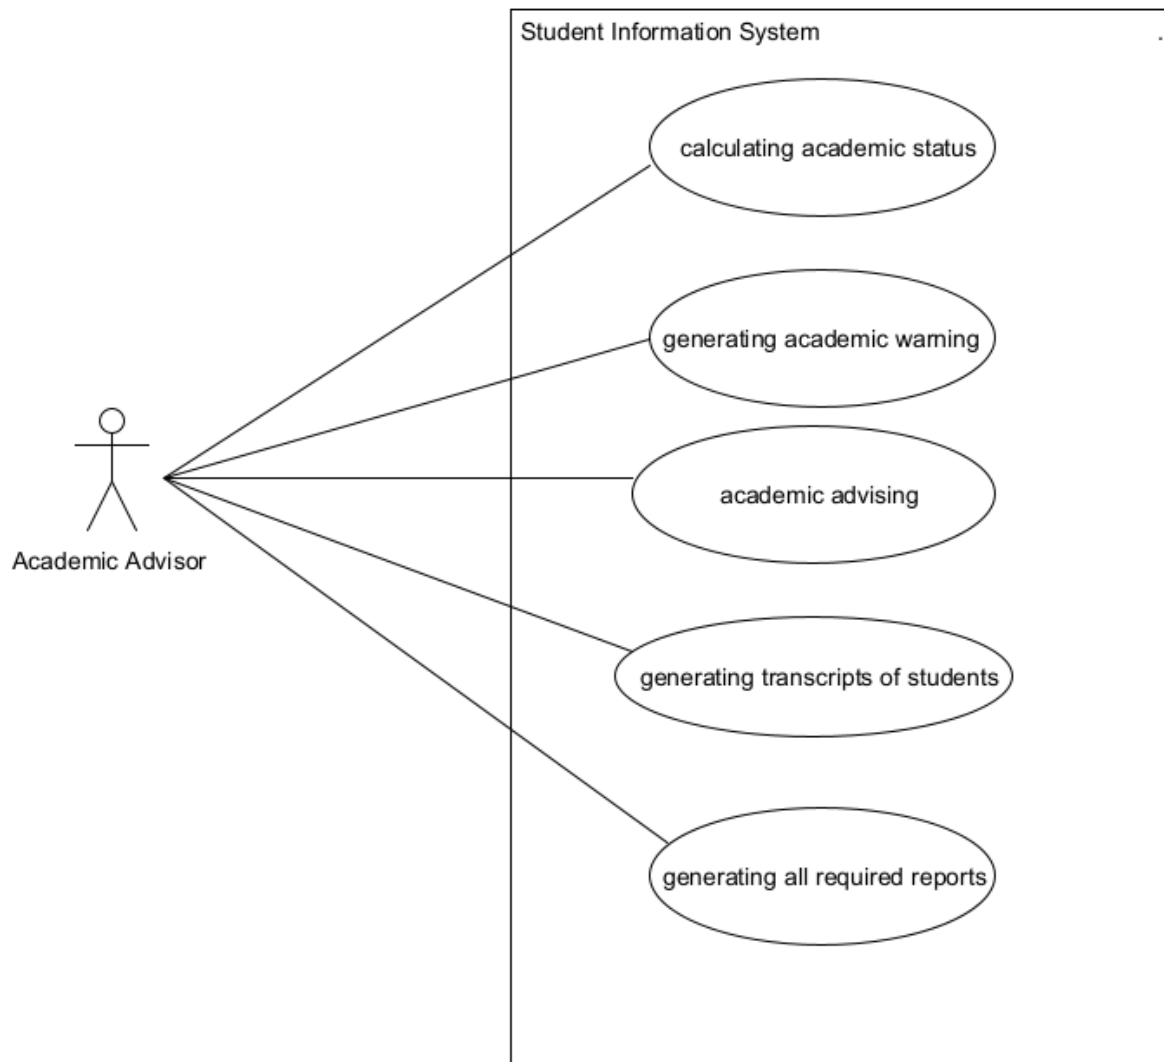 Student Information System .
calculating academic status
generating academic warning
academic advising
Academic Advisor
generating transcripts of students
generating all required reports